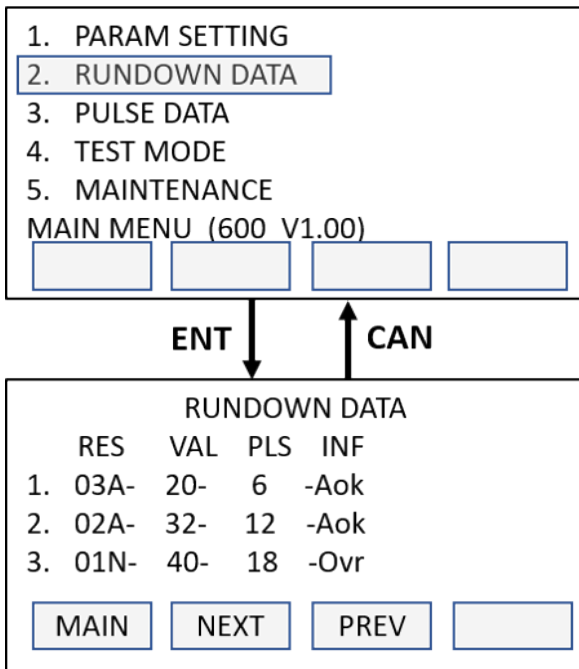 1. PARAM SETTING
2. RUNDOWN DATA
3. PULSE DATA
4. TEST MODE
5. MAINTENANCE
MAIN MENU (600 V1.00)
ENT CAN
RUNDOWN DATA
RES VAL PLS INF
1. 03A- 20- 6 -Aok
2. 02A- 32- 12 -Aok
3. 01N- 40- 18 -Ovr
MAIN NEXT PREV